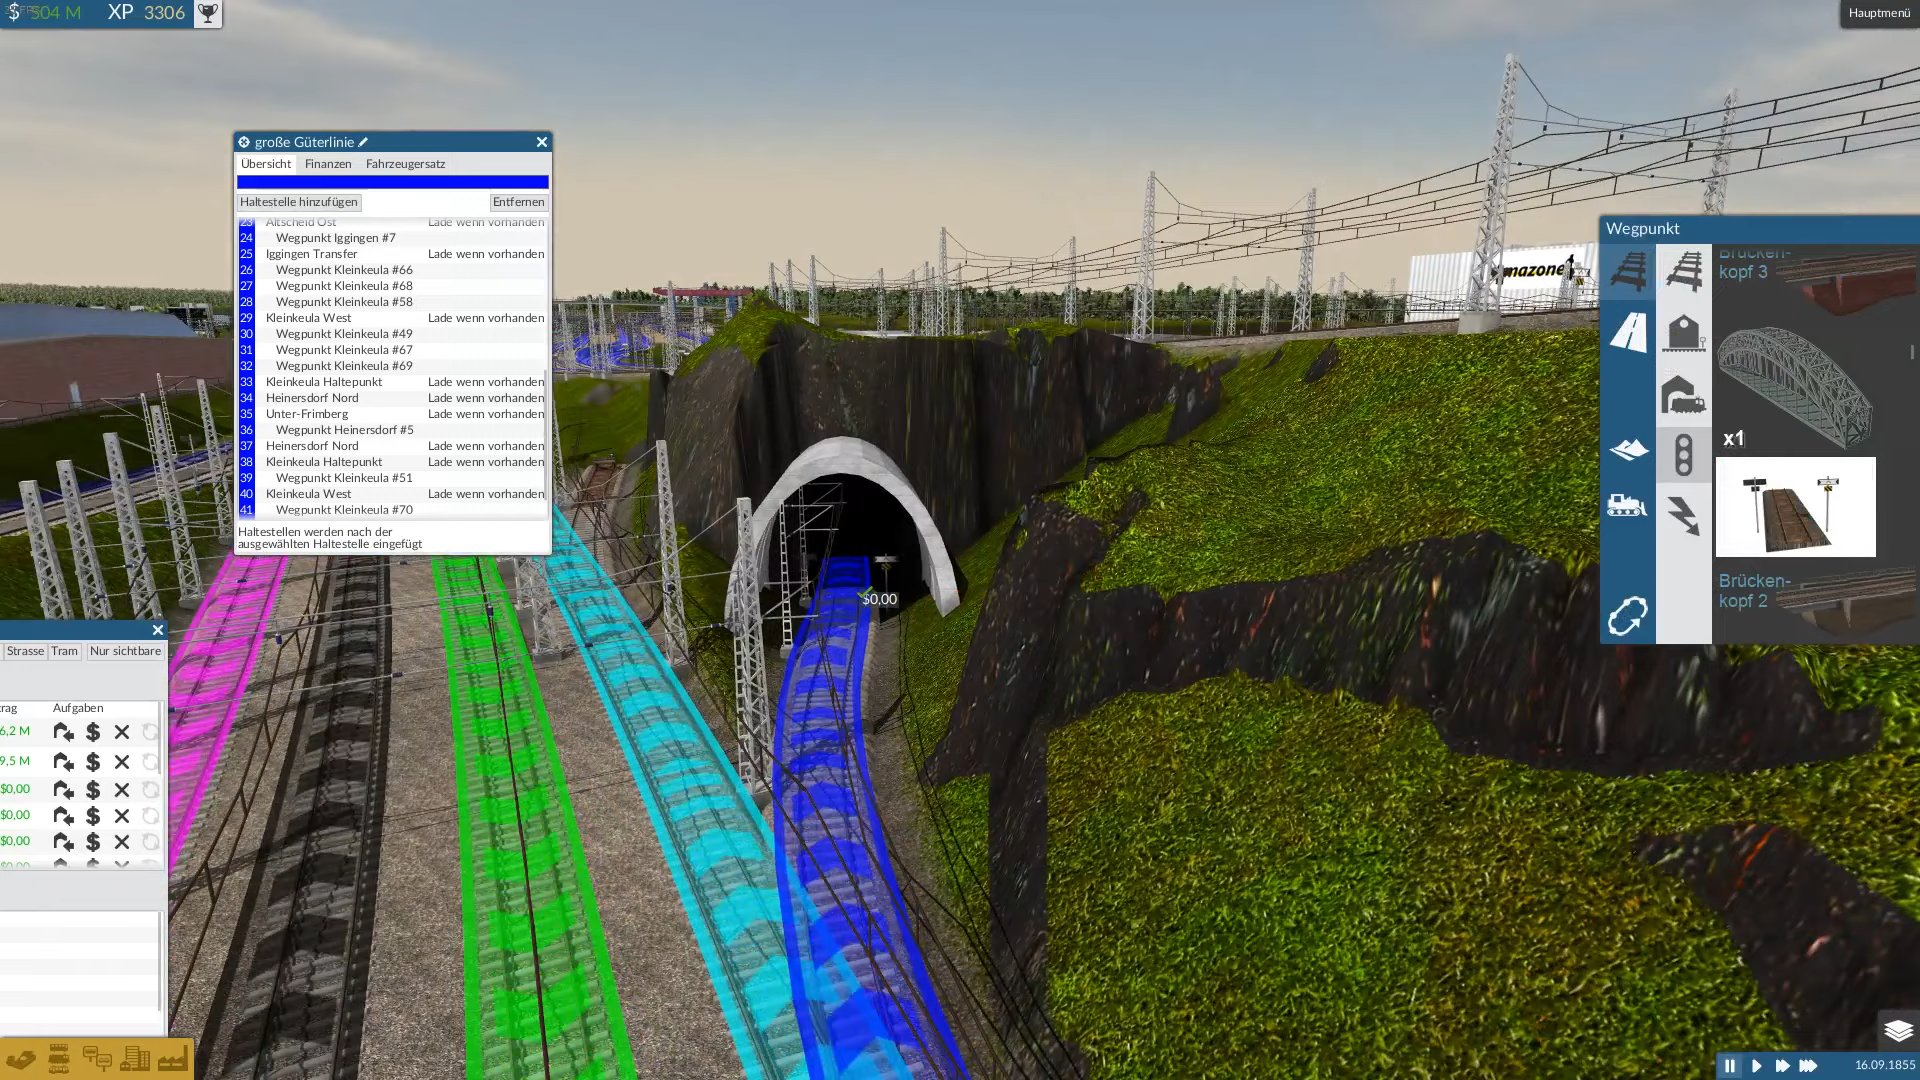 $ 504 M XP 3306
Hauptmenü
große Güterlinie
Übersicht Finanzen Fahrzeugersatz
Haltestelle hinzufügen Entfernen
23 Altscheid Ost Lade wenn vorhanden
24 Wegpunkt Iggingen #7
25 Iggingen Transfer Lade wenn vorhanden
26 Wegpunkt Kleinkeula #66
27 Wegpunkt Kleinkeula #68
28 Wegpunkt Kleinkeula #58
29 Kleinkeula West Lade wenn vorhanden
30 Wegpunkt Kleinkeula #49
31 Wegpunkt Kleinkeula #67
32 Wegpunkt Kleinkeula #69
33 Kleinkeula Haltepunkt Lade wenn vorhanden
34 Heinersdorf Nord Lade wenn vorhanden
35 Unter-Frimberg Lade wenn vorhanden
36 Wegpunkt Heinersdorf #5
37 Heinersdorf Nord Lade wenn vorhanden
38 Kleinkeula Haltepunkt Lade wenn vorhanden
39 Wegpunkt Kleinkeula #51
40 Kleinkeula West Lade wenn vorhanden
41 Wegpunkt Kleinkeula #70
Haltestellen werden nach der
ausgewählten Haltestelle eingefügt
Wegpunkt
Brücken-
kopf 3
x1
Brücken-
kopf 2
mazone
$0,00
Strasse Tram Nur sichtbare
rag Aufgaben
6,2 M
9,5 M
$0,00
$0,00
$0,00
$0,00
16.09.1855